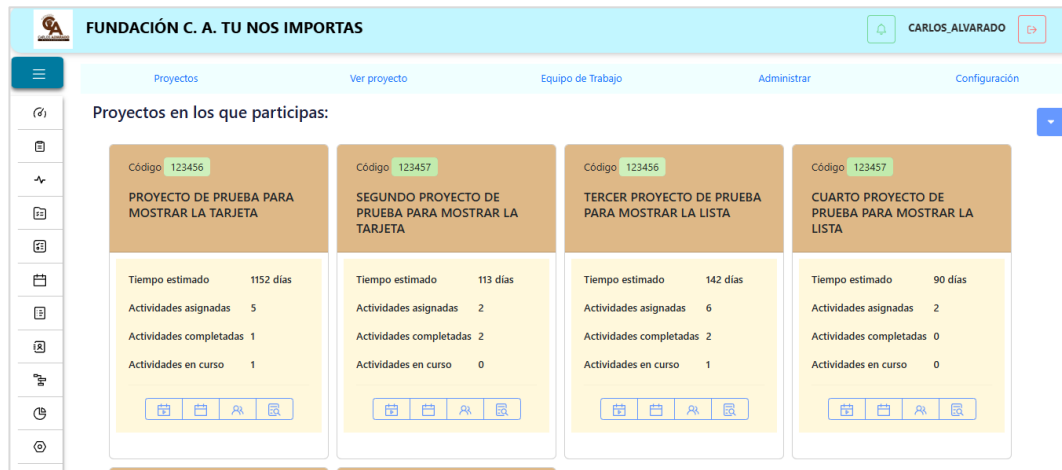 FUNDACIÓN C. A. TU NOS IMPORTAS
CARLOS_ALVARADO
Proyectos
Ver proyecto
Equipo de Trabajo
Administrar
Configuración
Proyectos en los que participas:
Código 123456
PROYECTO DE PRUEBA PARA
MOSTRAR LA TARJETA
Tiempo estimado 1152 días
Actividades asignadas 5
Actividades completadas 1
Actividades en curso 1
Código 123457
SEGUNDO PROYECTO DE
PRUEBA PARA MOSTRAR LA
TARJETA
Tiempo estimado 113 días
Actividades asignadas 2
Actividades completadas 2
Actividades en curso 0
Código 123456
TERCER PROYECTO DE PRUEBA
PARA MOSTRAR LA LISTA
Tiempo estimado 142 días
Actividades asignadas 6
Actividades completadas 2
Actividades en curso 1
Código 123457
CUARTO PROYECTO DE
PRUEBA PARA MOSTRAR LA
LISTA
Tiempo estimado 90 días
Actividades asignadas 2
Actividades completadas 0
Actividades en curso 0